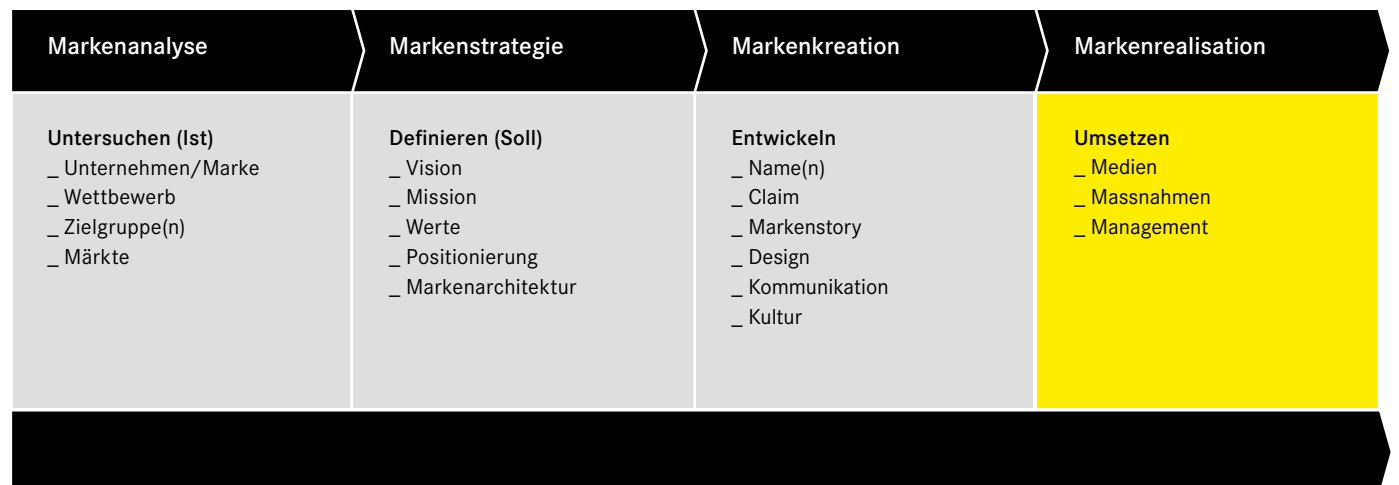 Markenanalyse
Markenstrategie
Markenkreation
Markenrealisation
Untersuchen (Ist)
_ Unternehmen/Marke
_ Wettbewerb
_ Zielgruppe(n)
_ Märkte
Definieren (Soll)
_ Vision
_ Mission
_ Werte
_ Positionierung
_ Markenarchitektur
Entwickeln
_ Name(n)
_ Claim
_ Markenstory
_ Design
_ Kommunikation
_ Kultur
Umsetzen
_ Medien
_ Massnahmen
_ Management